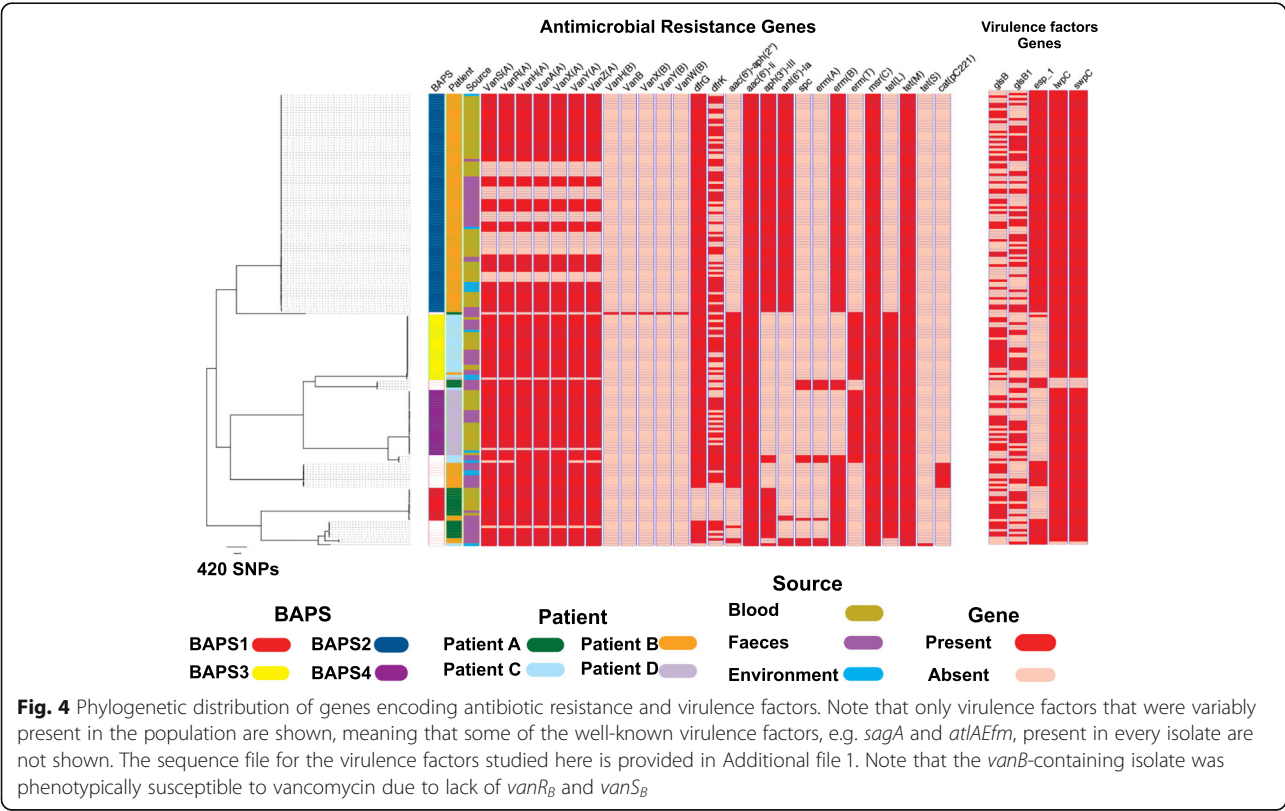 Antimicrobial Resistance Genes
Virulence factors
Genes
BAPS
Patient
Source
VanS(A)
VanR(A)
VanH(A)
VanA(A)
VanX(A)
VanY(A)
VanZ(A)
VanH(B)
VanB
VanX(B)
VanY(B)
VanW(B)
dfrG
dfrK
aac(6')-aph(2'')
aac(6')-Ii
aph(3')-III
ant(6')-Ia
spc
erm(A)
erm(B)
erm(T)
msr(C)
tet(L)
tet(M)
tet(S)
cat(pC221)
glsB
glsB1
esp_1
lwpC
swpC
420 SNPs
BAPS
BAPS1 BAPS2
BAPS3 BAPS4
Patient
Patient A Patient B
Patient C Patient D
Source
Blood
Faeces
Environment
Gene
Present
Absent
Fig. 4 Phylogenetic distribution of genes encoding antibiotic resistance and virulence factors. Note that only virulence factors that were variably
present in the population are shown, meaning that some of the well-known virulence factors, e.g. sagA and atlAEfm, present in every isolate are
not shown. The sequence file for the virulence factors studied here is provided in Additional file 1. Note that the vanB-containing isolate was
phenotypically susceptible to vancomycin due to lack of vanRB and vanSB